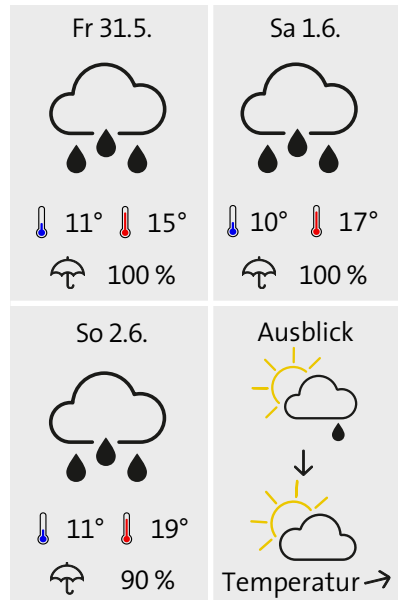 Fr 31.5.
11° 15°
100 %
Sa 1.6.
10° 17°
100 %
So 2.6.
11° 19°
90 %
Ausblick
Temperatur